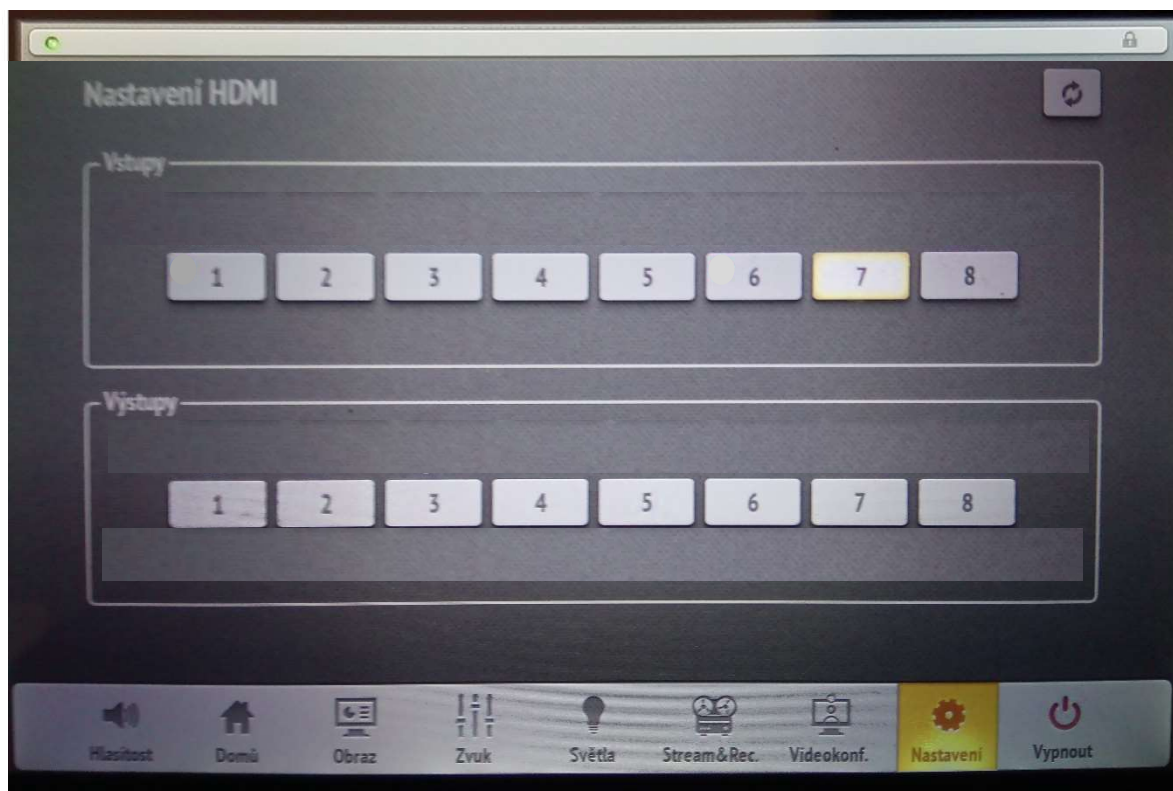 Nastavení HDMI
Vstupy
1 2 3 4 5 6 7 8
Výstupy
1 2 3 4 5 6 7 8
Hlasitost Domů Obraz Zvuk Světla Stream&Rec. Videokonf. Nastavení Vypnout